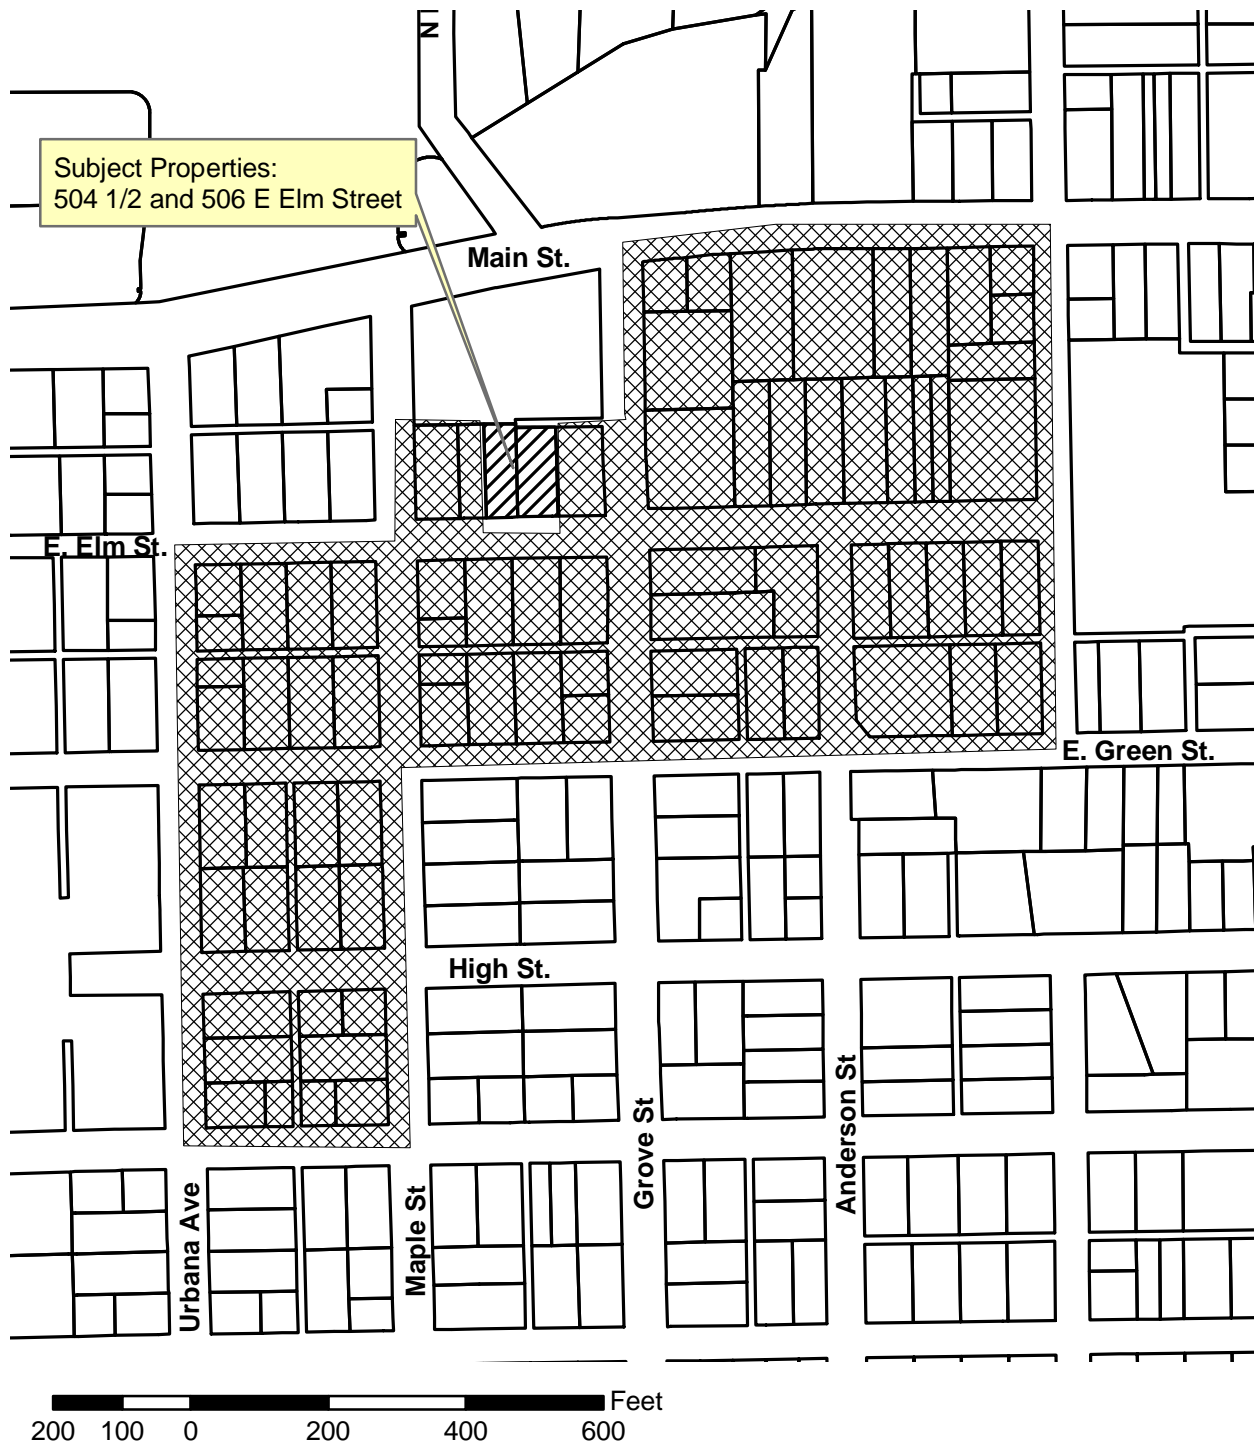 N
Subject Properties:
504 1/2 and 506 E Elm Street
Main St.
E. Elm St.
E. Green St.
High St.
Grove St
Anderson St
Maple St
Urbana Ave
Feet
200 100 0 200 400 600